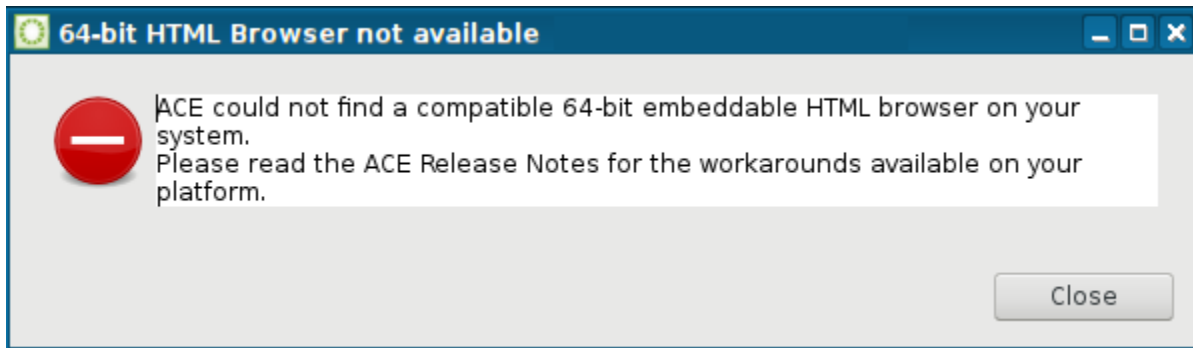 64-bit HTML Browser not available
ACE could not find a compatible 64-bit embeddable HTML browser on your
system.
Please read the ACE Release Notes for the workarounds available on your
platform.
Close